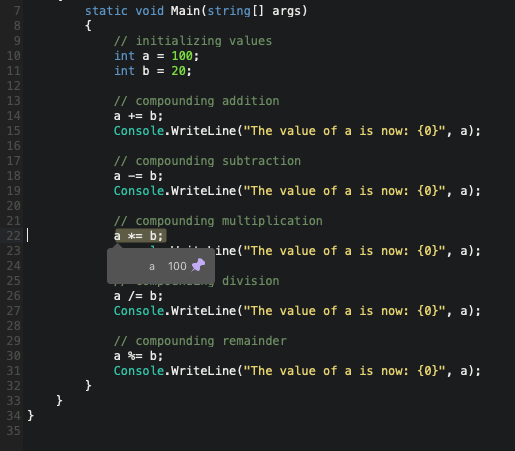 7 static void Main(string[] args)
8 {
9 // initializing values
10 int a = 100;
11 int b = 20;
12
13 // compounding addition
14 a += b;
15 Console.WriteLine("The value of a is now: {0}", a);
16
17 // compounding subtraction
18 a -= b;
19 Console.WriteLine("The value of a is now: {0}", a);
20
21 // compounding multiplication
22 a *= b;
23 "The value of a is now: {0}", a);
a 100
24
25 division
26 a /= b;
27 Console.WriteLine("The value of a is now: {0}", a);
28
29 // compounding remainder
30 a %= b;
31 Console.WriteLine("The value of a is now: {0}", a);
32 }
33 }
34 }
35